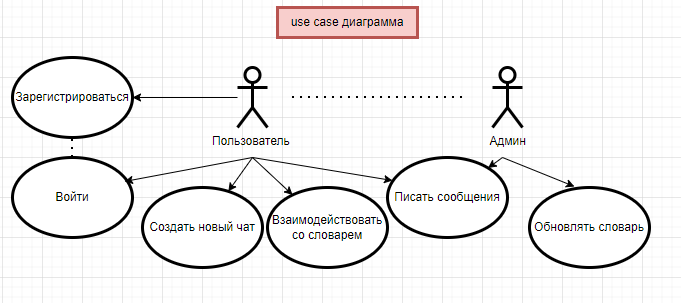 use case диаграмма
Зарегистрироваться
Пользователь
Админ
Войти
Создать новый чат
Взаимодействовать
со словарем
Писать сообщения
Обновлять словарь